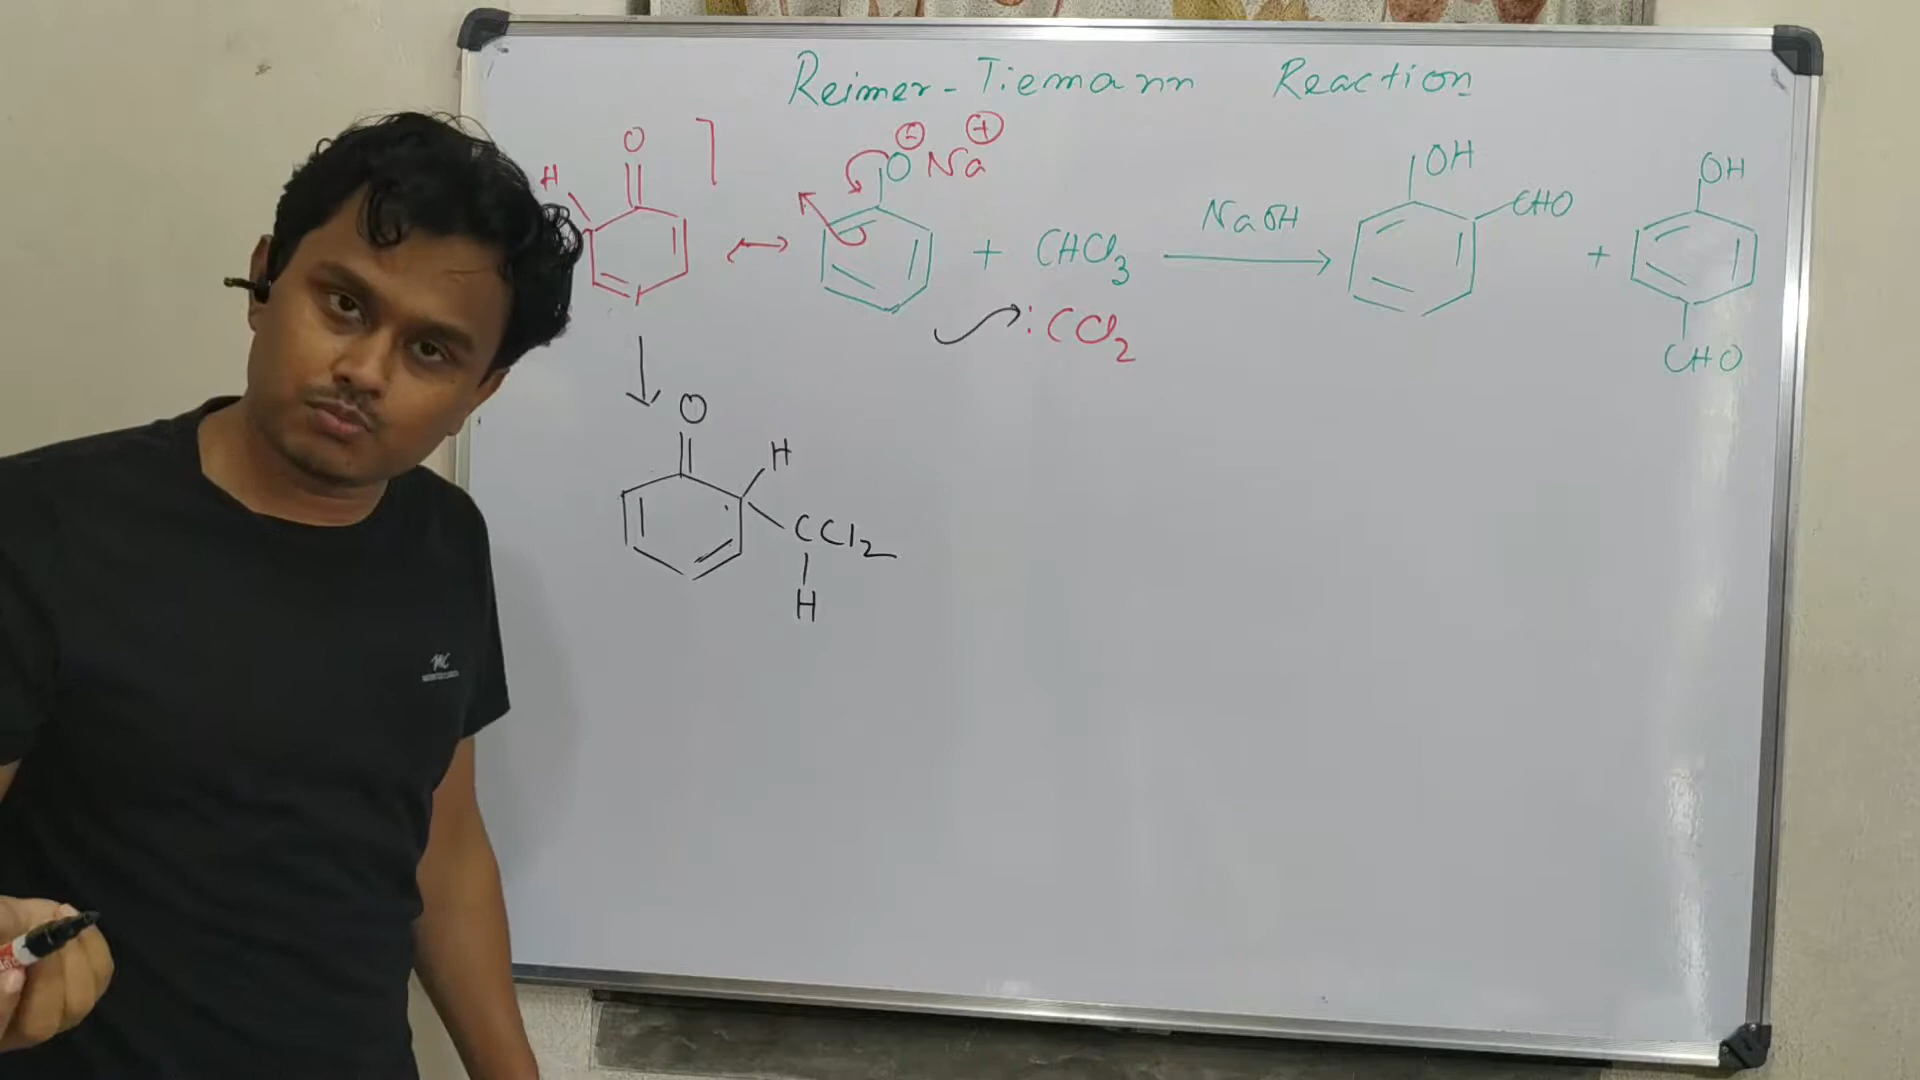 Reimer-Tiemann Reaction
O
H
⊖ ⊕
O Na
+ CHCl3
NaOH
OH
CHO
+
OH
CHO
:CCl2
O
H
CCl2
H